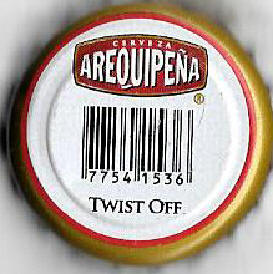 CERVEZA
AREQUIPEÑA
®
7754 1536
TWIST OFF